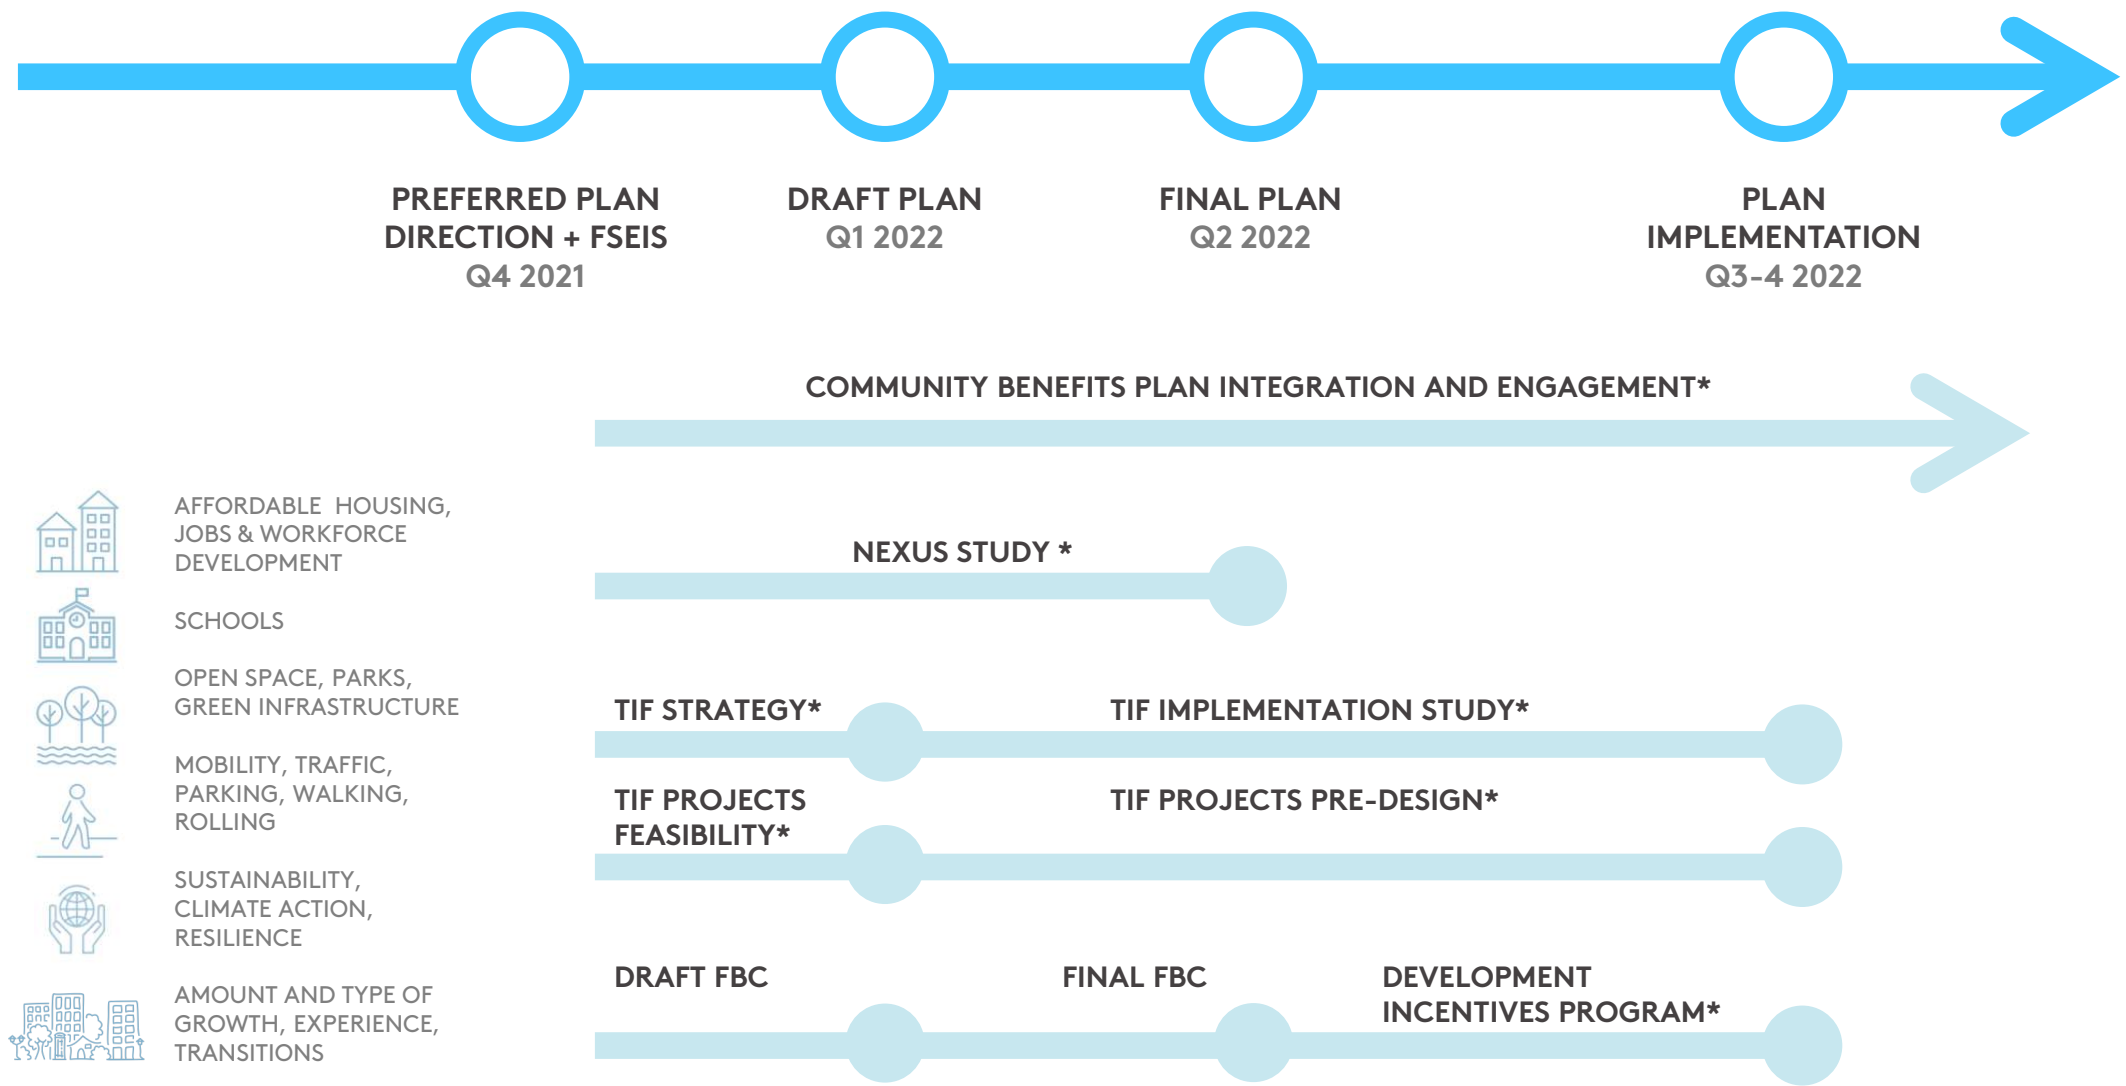 PREFERRED PLAN
DIRECTION + FSEIS
Q4 2021
DRAFT PLAN
Q1 2022
FINAL PLAN
Q2 2022
PLAN
IMPLEMENTATION
Q3-4 2022
COMMUNITY BENEFITS PLAN INTEGRATION AND ENGAGEMENT*
AFFORDABLE HOUSING,
JOBS & WORKFORCE
DEVELOPMENT
SCHOOLS
OPEN SPACE, PARKS,
GREEN INFRASTRUCTURE
MOBILITY, TRAFFIC,
PARKING, WALKING,
ROLLING
SUSTAINABILITY,
CLIMATE ACTION,
RESILIENCE
AMOUNT AND TYPE OF
GROWTH, EXPERIENCE,
TRANSITIONS
NEXUS STUDY *
TIF STRATEGY*
TIF IMPLEMENTATION STUDY*
TIF PROJECTS
FEASIBILITY*
TIF PROJECTS PRE-DESIGN*
DRAFT FBC
FINAL FBC
DEVELOPMENT
INCENTIVES PROGRAM*